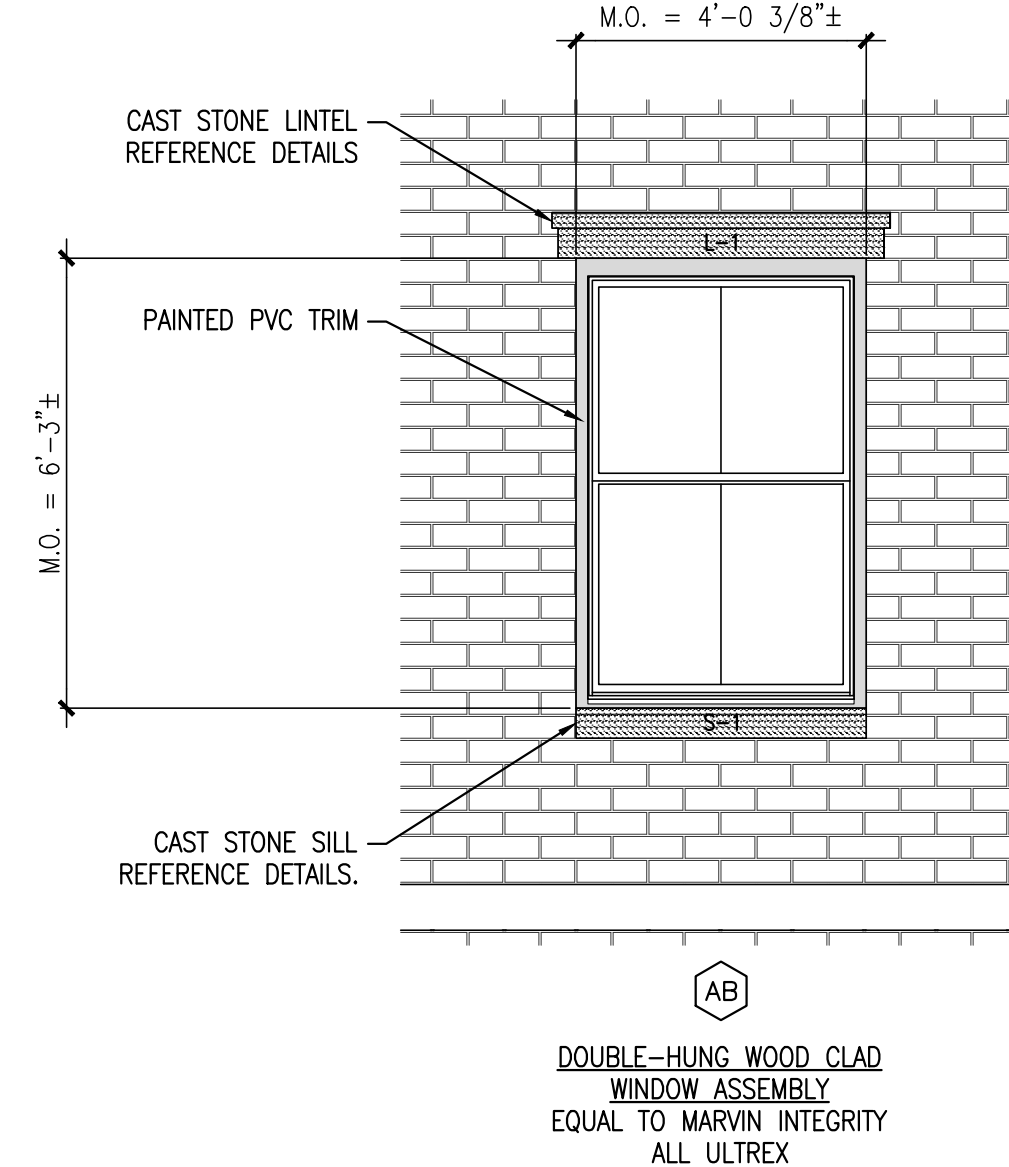 M.O. = 4'-0 3/8"±
CAST STONE LINTEL
REFERENCE DETAILS
L-1
PAINTED PVC TRIM
M.O. = 6'-3"±
S-1
CAST STONE SILL
REFERENCE DETAILS.
AB
DOUBLE-HUNG WOOD CLAD
WINDOW ASSEMBLY
EQUAL TO MARVIN INTEGRITY
ALL ULTREX